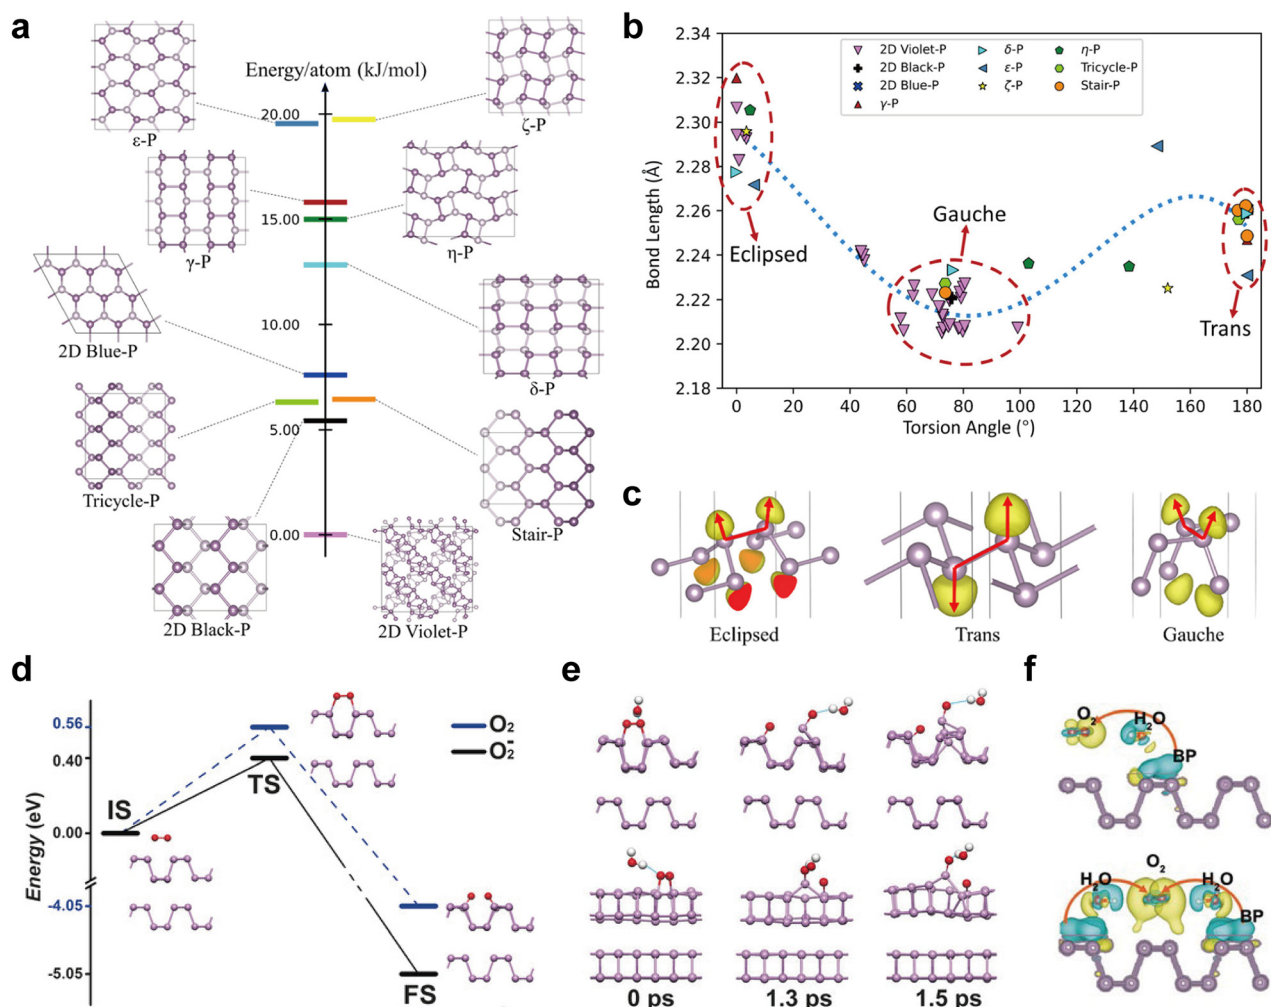 a
Energy/atom (kJ/mol)
20.00
15.00
10.00
5.00
0.00
ε-P
ζ-P
γ-P
η-P
2D Blue-P
δ-P
Tricycle-P
Stair-P
2D Black-P
2D Violet-P
b
2.34
2.32
2.30
2.28
2.26
2.24
2.22
2.20
2.18
Bond Length (Å)
2D Violet-P
2D Black-P
2D Blue-P
γ-P
δ-P
ε-P
ζ-P
η-P
Tricycle-P
Stair-P
Eclipsed
Gauche
Trans
0 20 40 60 80 100 120 140 160 180
Torsion Angle (°)
c
Eclipsed
Trans
Gauche
d
Energy (eV)
0.56
0.40
0.00
-4.05
-5.05
IS
TS
FS
O2
O2-
e
0 ps
1.3 ps
1.5 ps
f
O2
H2O
BP
O2
H2O
H2O
BP